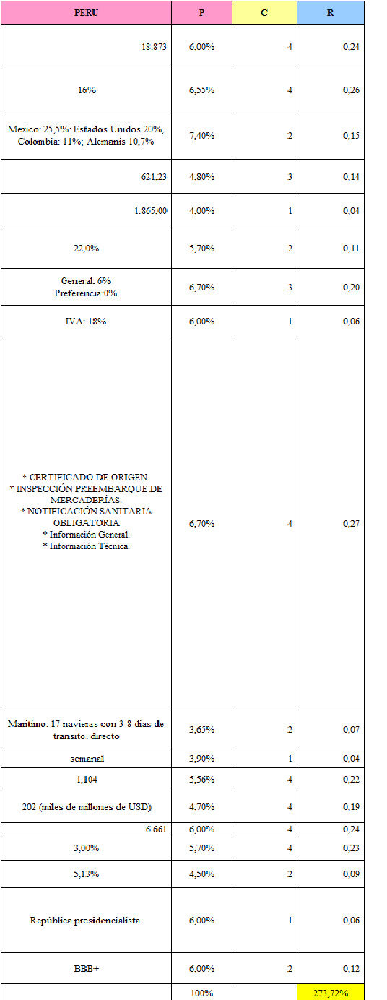 PERU P C R
18.873 6,00% 4 0,24
16% 6,55% 4 0,26
Mexico: 25,5%: Estados Unidos 20%,
Colombia: 11%; Alemanis 10,7% 7,40% 2 0,15
621,23 4,80% 3 0,14
1.865,00 4,00% 1 0,04
22,0% 5,70% 2 0,11
General: 6%
Preferencia:0% 6,70% 3 0,20
IVA: 18% 6,00% 1 0,06
* CERTIFICADO DE ORIGEN.
* INSPECCIÓN PREEMBARQUE DE
MERCADERÍAS.
* NOTIFICACIÓN SANITARIA
OBLIGATORIA 6,70% 4 0,27
* Información General.
* Información Técnica.
Maritimo: 17 navieras con 3-8 dias de
transito. directo 3,65% 2 0,07
semanal 3,90% 1 0,04
1,104 5,56% 4 0,22
202 (miles de millones de USD) 4,70% 4 0,19
6.661 6,00% 4 0,24
3,00% 5,70% 4 0,23
5,13% 4,50% 2 0,09
República presidencialista 6,00% 1 0,06
BBB+ 6,00% 2 0,12
100% 273,72%